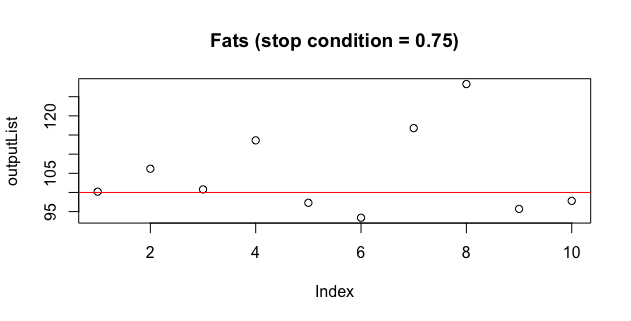 Fats (stop condition = 0.75)
outputList
120
105
95
2 4 6 8 10
Index